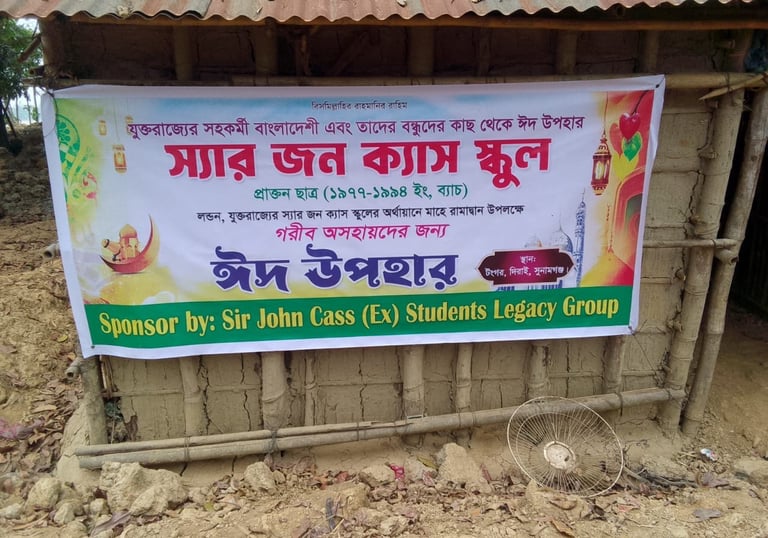 বিসমিল্লাহির রাহমানির রাহিম
যুক্তরাজ্যের সহকর্মী বাংলাদেশী এবং তাদের বন্ধুদের কাছ থেকে ঈদ উপহার
স্যার জন ক্যাস স্কুল
প্রাক্তন ছাত্র (১৯৭৭-১৯৯৪ ইং, ব্যাচ)
লন্ডন, যুক্তরাজ্যের স্যার জন ক্যাস স্কুলের অর্থায়ানে মাহে রামাদ্বান উপলক্ষে
গরীব অসহায়দের জন্য
ঈদ উপহার
স্থান:
টংগর, দিরাই, সুনামগঞ্জ।
Sponsor by: Sir John Cass (Ex) Students Legacy Group